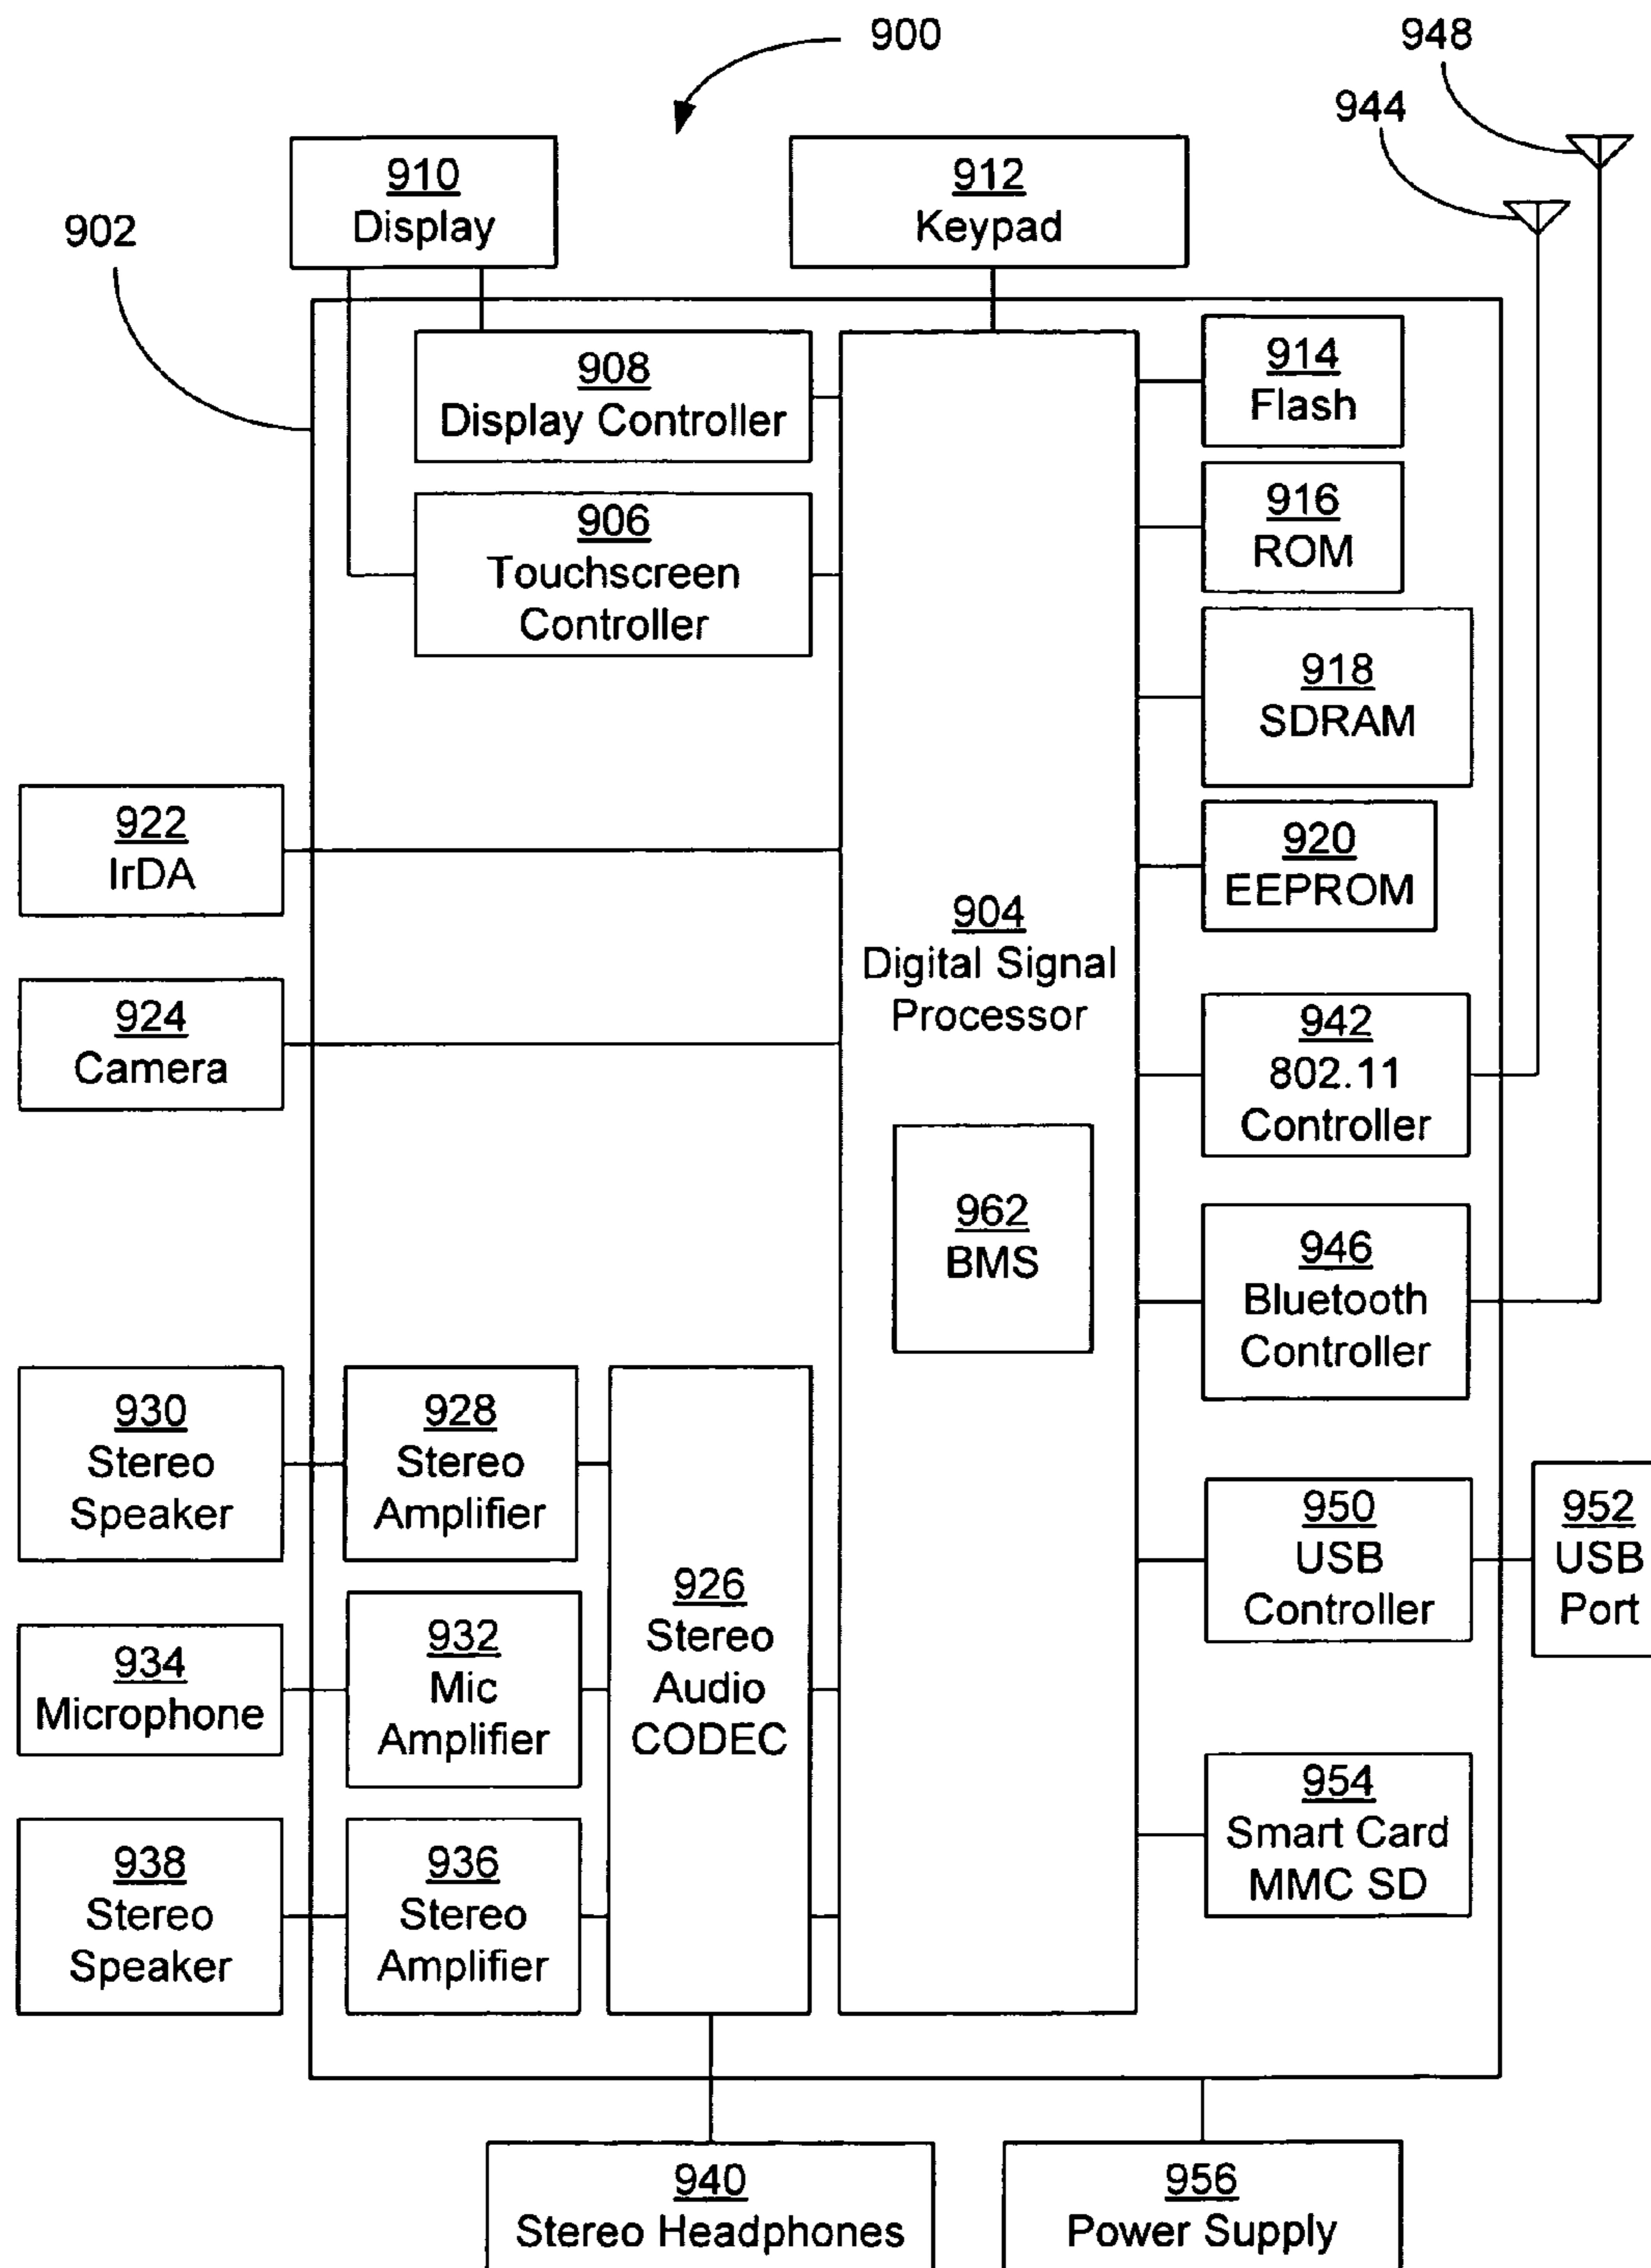 900
948
944
910
Display
912
Keypad
902
908
Display Controller
914
Flash
906
Touchscreen
Controller
916
ROM
918
SDRAM
922
IrDA
920
EEPROM
904
Digital Signal
Processor
924
Camera
942
802.11
Controller
962
BMS
946
Bluetooth
Controller
930
Stereo
Speaker
928
Stereo
Amplifier
926
Stereo
Audio
CODEC
950
USB
Controller
952
USB
Port
934
Microphone
932
Mic
Amplifier
954
Smart Card
MMC SD
938
Stereo
Speaker
936
Stereo
Amplifier
940
Stereo Headphones
956
Power Supply